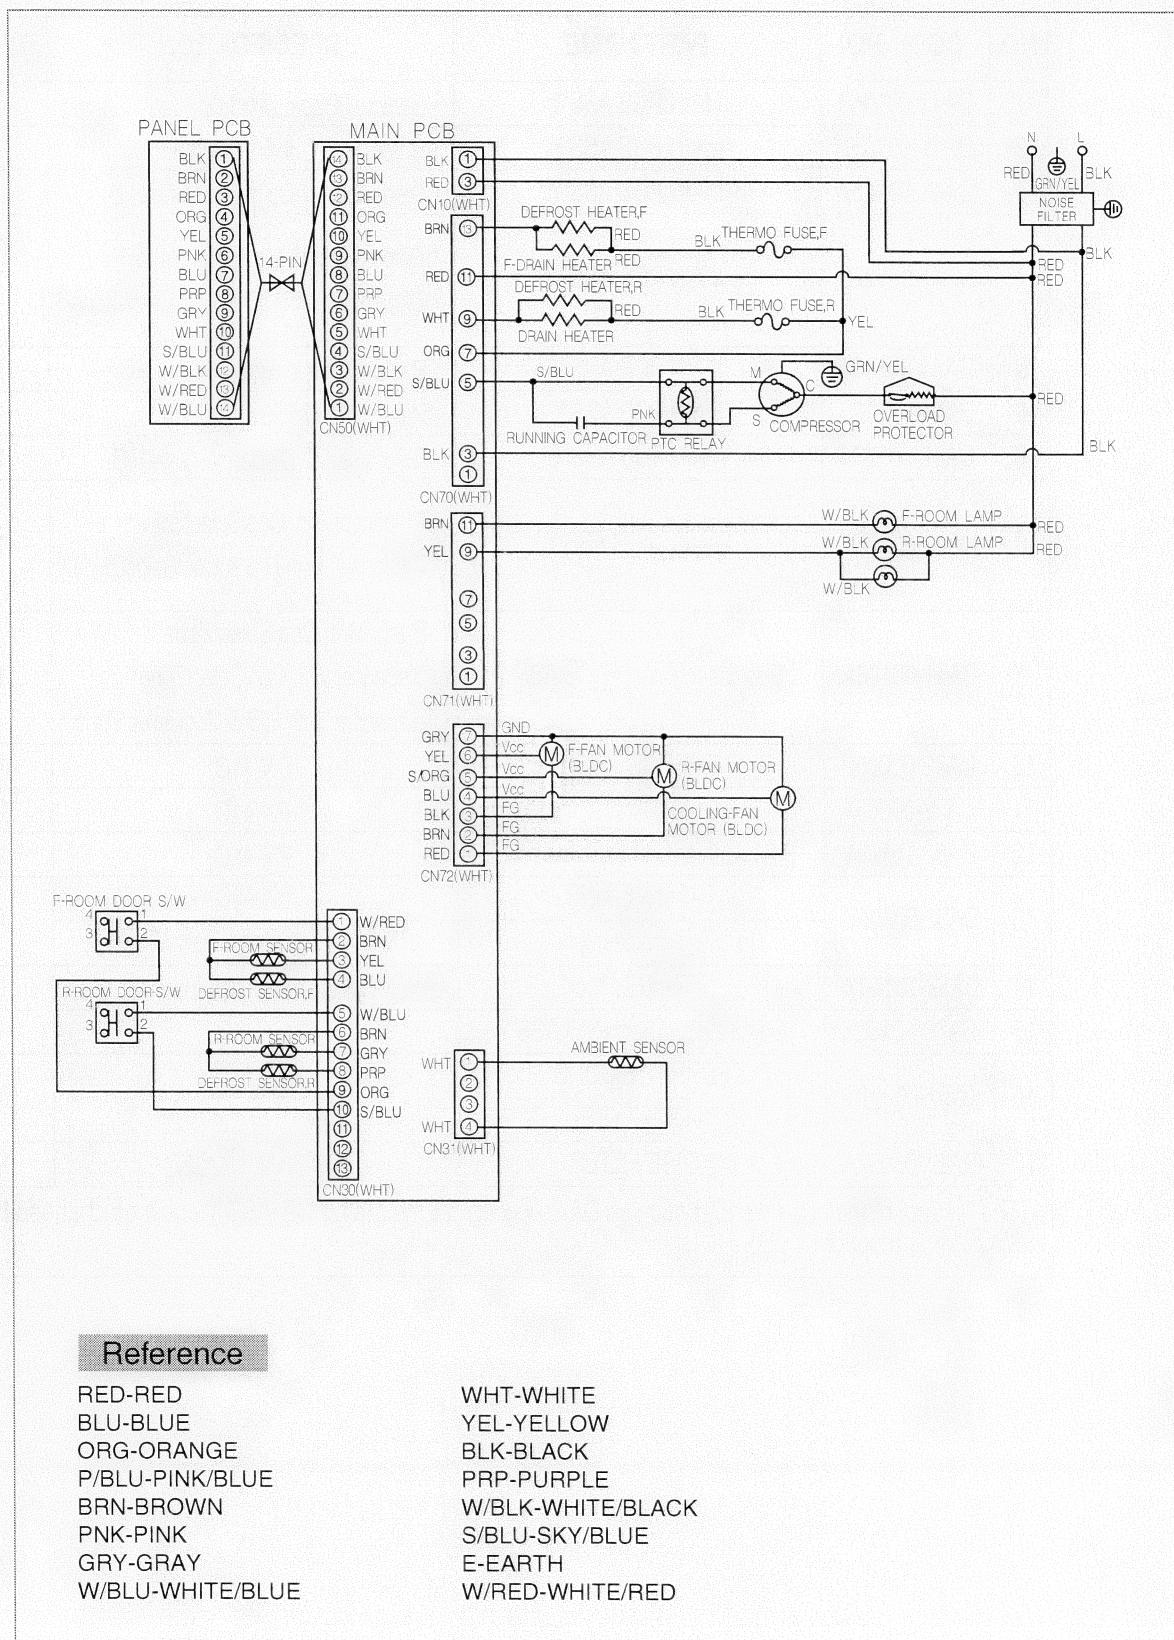 PANEL PCB
MAIN PCB
BLK 1
BRN 2
RED 3
ORG 4
YEL 5
PNK 6
BLU 7
PRP 8
GRY 9
WHT 10
S/BLU 11
W/BLK 12
W/RED 13
W/BLU 14
14-PIN
14 BLK
13 BRN
12 RED
11 ORG
10 YEL
9 PNK
8 BLU
7 PRP
6 GRY
5 WHT
4 S/BLU
3 W/BLK
2 W/RED
1 W/BLU
CN50(WHT)
BLK 1
RED 3
CN10(WHT)
N L
RED GRN/YEL BLK
NOISE
FILTER
BLK
RED
RED
BRN 13
DEFROST HEATER,F
RED
F-DRAIN HEATER RED
BLK THERMO FUSE,F
RED 11
DEFROST HEATER,R
RED
WHT 9
DRAIN HEATER
BLK THERMO FUSE,R
YEL
ORG 7
S/BLU 5
S/BLU
PNK
RUNNING CAPACITOR
PTC RELAY
M
C
S
COMPRESSOR
GRN/YEL
OVERLOAD
PROTECTOR
RED
BLK 3
BLK
1
CN70(WHT)
BRN 11
W/BLK F-ROOM LAMP
RED
YEL 9
W/BLK R-ROOM LAMP
RED
W/BLK
7
5
3
1
CN71(WHT)
GRY 7 GND
YEL 6 Vcc
M F-FAN MOTOR
(BLDC)
S/ORG 5 Vcc
M R-FAN MOTOR
(BLDC)
BLU 4 Vcc
M
COOLING-FAN
MOTOR (BLDC)
BLK 3 FG
BRN 2 FG
RED 1 FG
CN72(WHT)
F-ROOM DOOR S/W
4 1
3 2
1 W/RED
2 BRN
F-ROOM SENSOR
3 YEL
4 BLU
DEFROST SENSOR,F
R-ROOM DOOR-S/W
4 1
3 2
5 W/BLU
6 BRN
R-ROOM SENSOR
7 GRY
8 PRP
DEFROST SENSOR,R
9 ORG
10 S/BLU
11
12
13
CN30(WHT)
WHT 1
AMBIENT SENSOR
2
3
WHT 4
CN31(WHT)
Reference
RED-RED
BLU-BLUE
ORG-ORANGE
P/BLU-PINK/BLUE
BRN-BROWN
PNK-PINK
GRY-GRAY
W/BLU-WHITE/BLUE
WHT-WHITE
YEL-YELLOW
BLK-BLACK
PRP-PURPLE
W/BLK-WHITE/BLACK
S/BLU-SKY/BLUE
E-EARTH
W/RED-WHITE/RED